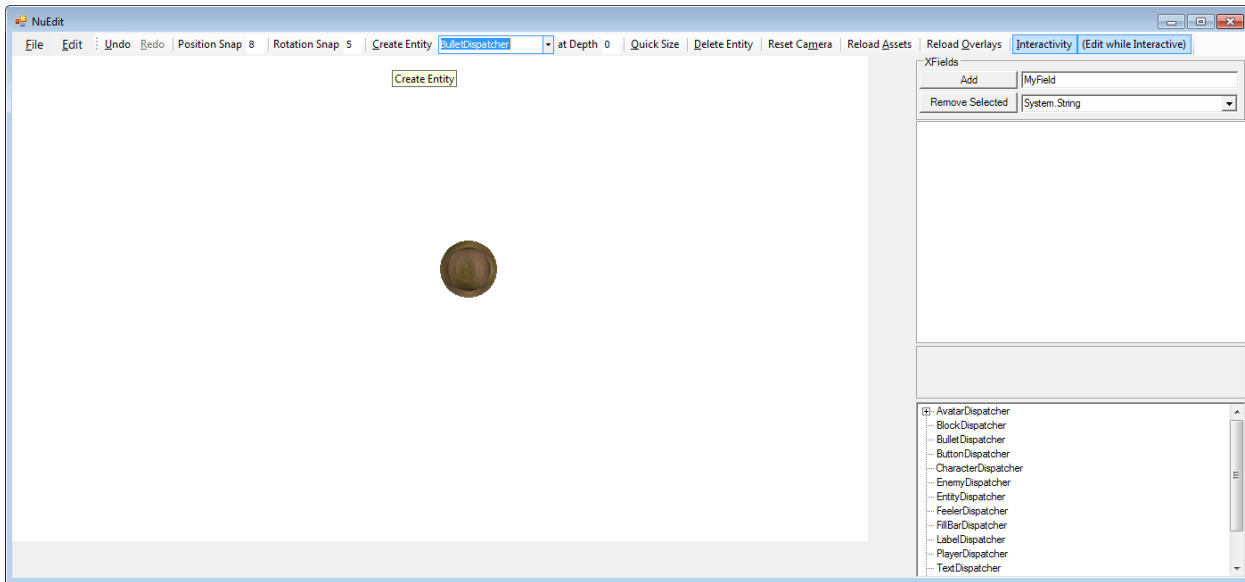 NuEdit
File Edit Undo Redo Position Snap 8 Rotation Snap 5 Create Entity BulletDispatcher at Depth 0 Quick Size Delete Entity Reset Camera Reload Assets Reload Overlays Interactivity (Edit while Interactive)
Create Entity
XFields
Add MyField
Remove Selected System.String
AvatarDispatcher
BlockDispatcher
BulletDispatcher
ButtonDispatcher
CharacterDispatcher
EnemyDispatcher
EntityDispatcher
FeelerDispatcher
FillBarDispatcher
LabelDispatcher
PlayerDispatcher
TextDispatcher